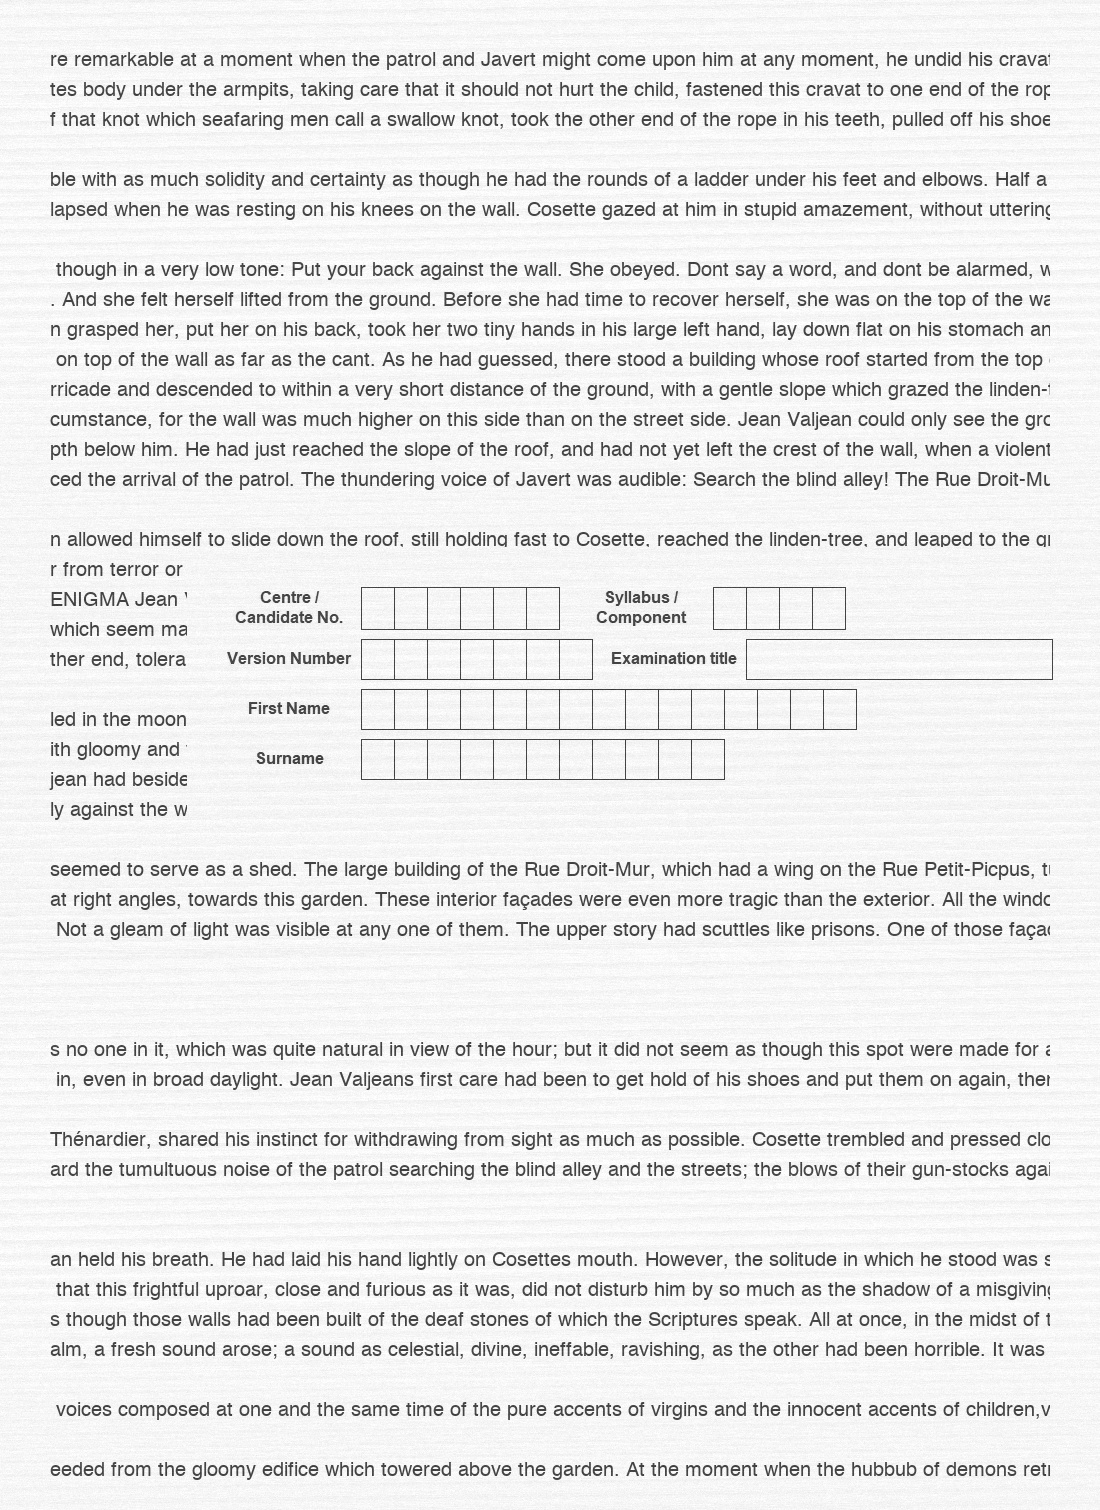 re remarkable at a moment when the patrol and Javert might come upon him at any moment, he undid his cravat
tes body under the armpits, taking care that it should not hurt the child, fastened this cravat to one end of the rop
f that knot which seafaring men call a swallow knot, took the other end of the rope in his teeth, pulled off his shoe
ble with as much solidity and certainty as though he had the rounds of a ladder under his feet and elbows. Half a
lapsed when he was resting on his knees on the wall. Cosette gazed at him in stupid amazement, without uttering
though in a very low tone: Put your back against the wall. She obeyed. Dont say a word, and dont be alarmed, w
. And she felt herself lifted from the ground. Before she had time to recover herself, she was on the top of the wa
n grasped her, put her on his back, took her two tiny hands in his large left hand, lay down flat on his stomach an
on top of the wall as far as the cant. As he had guessed, there stood a building whose roof started from the top
rricade and descended to within a very short distance of the ground, with a gentle slope which grazed the linden-t
cumstance, for the wall was much higher on this side than on the street side. Jean Valjean could only see the gro
pth below him. He had just reached the slope of the roof, and had not yet left the crest of the wall, when a violent
ced the arrival of the patrol. The thundering voice of Javert was audible: Search the blind alley! The Rue Droit-Mu
n allowed himself to slide down the roof, still holding fast to Cosette, reached the linden-tree, and leaped to the gr
r from terror or
ENIGMA Jean
which seem ma
ther end, tolera
led in the moon
ith gloomy and
jean had beside
ly against the w
Centre /
Candidate No.
Syllabus /
Component
Version Number
Examination title
First Name
Surname
seemed to serve as a shed. The large building of the Rue Droit-Mur, which had a wing on the Rue Petit-Picpus, tu
at right angles, towards this garden. These interior façades were even more tragic than the exterior. All the windo
Not a gleam of light was visible at any one of them. The upper story had scuttles like prisons. One of those faça
s no one in it, which was quite natural in view of the hour; but it did not seem as though this spot were made for a
in, even in broad daylight. Jean Valjeans first care had been to get hold of his shoes and put them on again, then
Thénardier, shared his instinct for withdrawing from sight as much as possible. Cosette trembled and pressed clo
ard the tumultuous noise of the patrol searching the blind alley and the streets; the blows of their gun-stocks agai
an held his breath. He had laid his hand lightly on Cosettes mouth. However, the solitude in which he stood was s
that this frightful uproar, close and furious as it was, did not disturb him by so much as the shadow of a misgiving
s though those walls had been built of the deaf stones of which the Scriptures speak. All at once, in the midst of t
alm, a fresh sound arose; a sound as celestial, divine, ineffable, ravishing, as the other had been horrible. It was
voices composed at one and the same time of the pure accents of virgins and the innocent accents of children,v
eeded from the gloomy edifice which towered above the garden. At the moment when the hubbub of demons retr